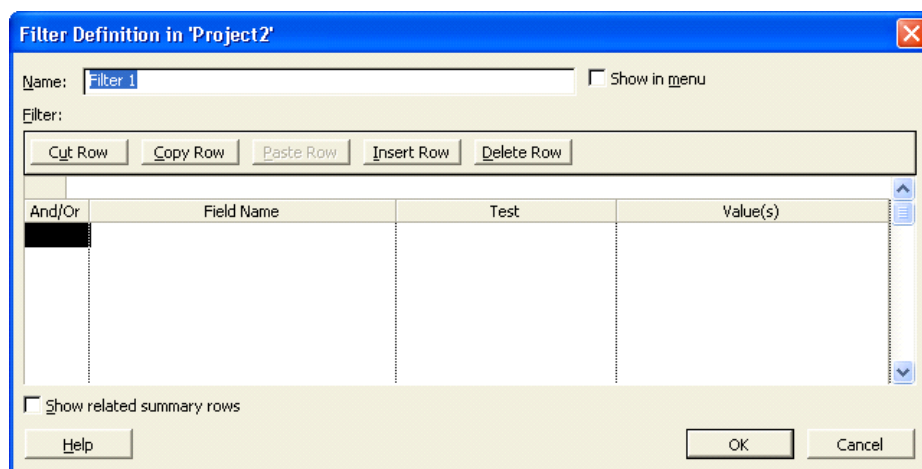 Filter Definition in 'Project2'
Name: Filter 1 Show in menu
Filter:
Cut Row Copy Row Paste Row Insert Row Delete Row
And/Or Field Name Test Value(s)
Show related summary rows
Help OK Cancel